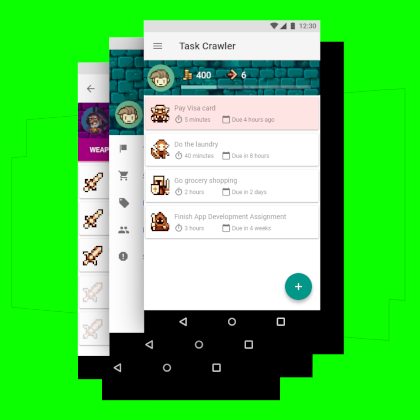 12:30
Task Crawler
400 6
Pay Visa card
5 minutes Due 4 hours ago
Do the laundry
40 minutes Due in 8 hours
Go grocery shopping
2 hours Due in 2 days
Finish App Development Assignment
3 hours Due in 4 weeks
WEAP